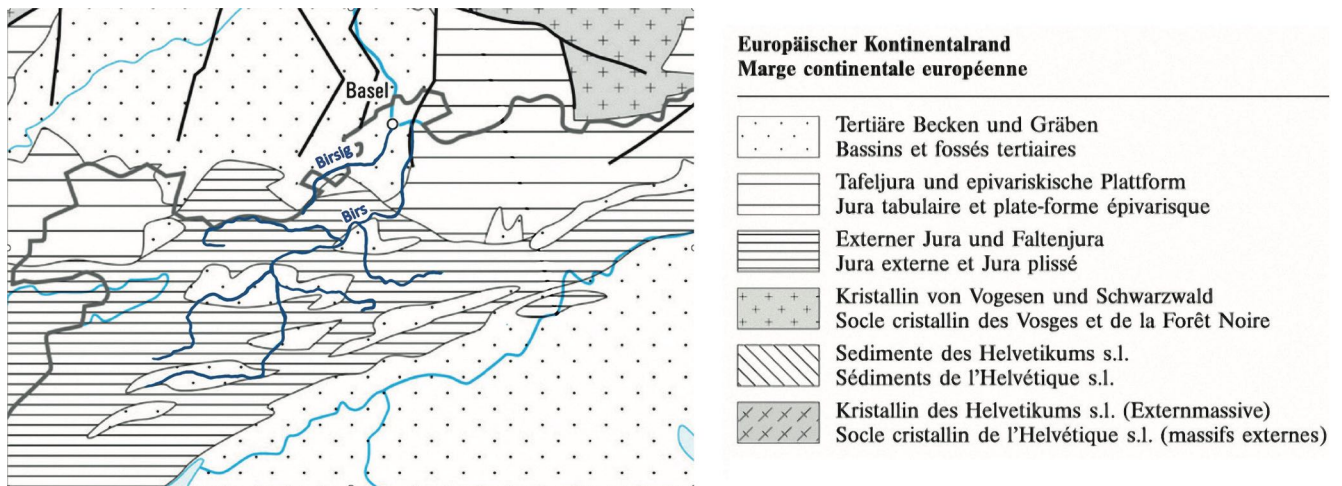 Basel
Birsig
Birs
Europäischer Kontinentalrand
Marge continentale européenne
Tertiäre Becken und Gräben
Bassins et fossés tertiaires
Tafeljura und epivariskische Plattform
Jura tabulaire et plate-forme épivarisque
Externer Jura und Faltenjura
Jura externe et Jura plissé
Kristallin von Vogesen und Schwarzwald
Socle cristallin des Vosges et de la Forêt Noire
Sedimente des Helvetikums s.l.
Sédiments de l'Helvétique s.l.
Kristallin des Helvetikums s.l. (Externmassive)
Socle cristallin de l'Helvétique s.l. (massifs externes)